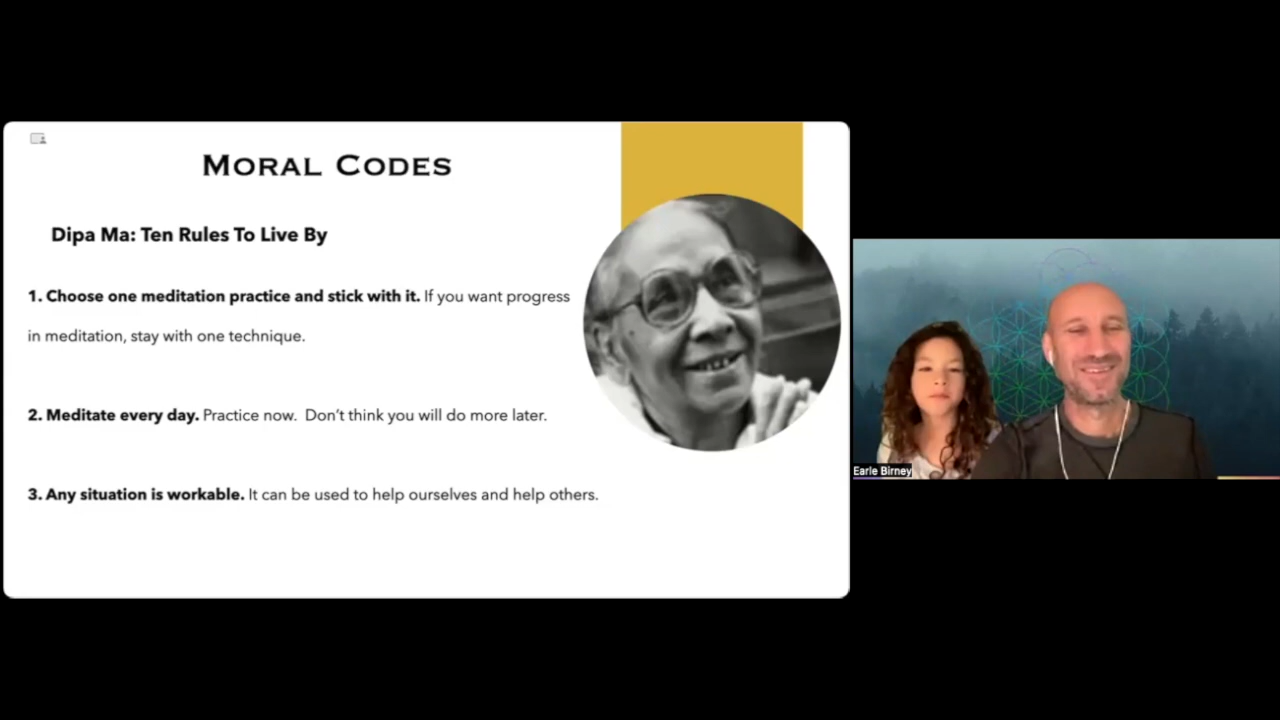 MORAL CODES
Dipa Ma: Ten Rules To Live By
1. Choose one meditation practice and stick with it. If you want progress
in meditation, stay with one technique.
2. Meditate every day. Practice now.  Don't think you will do more later.
3. Any situation is workable. It can be used to help ourselves and help others.
Earle Birney